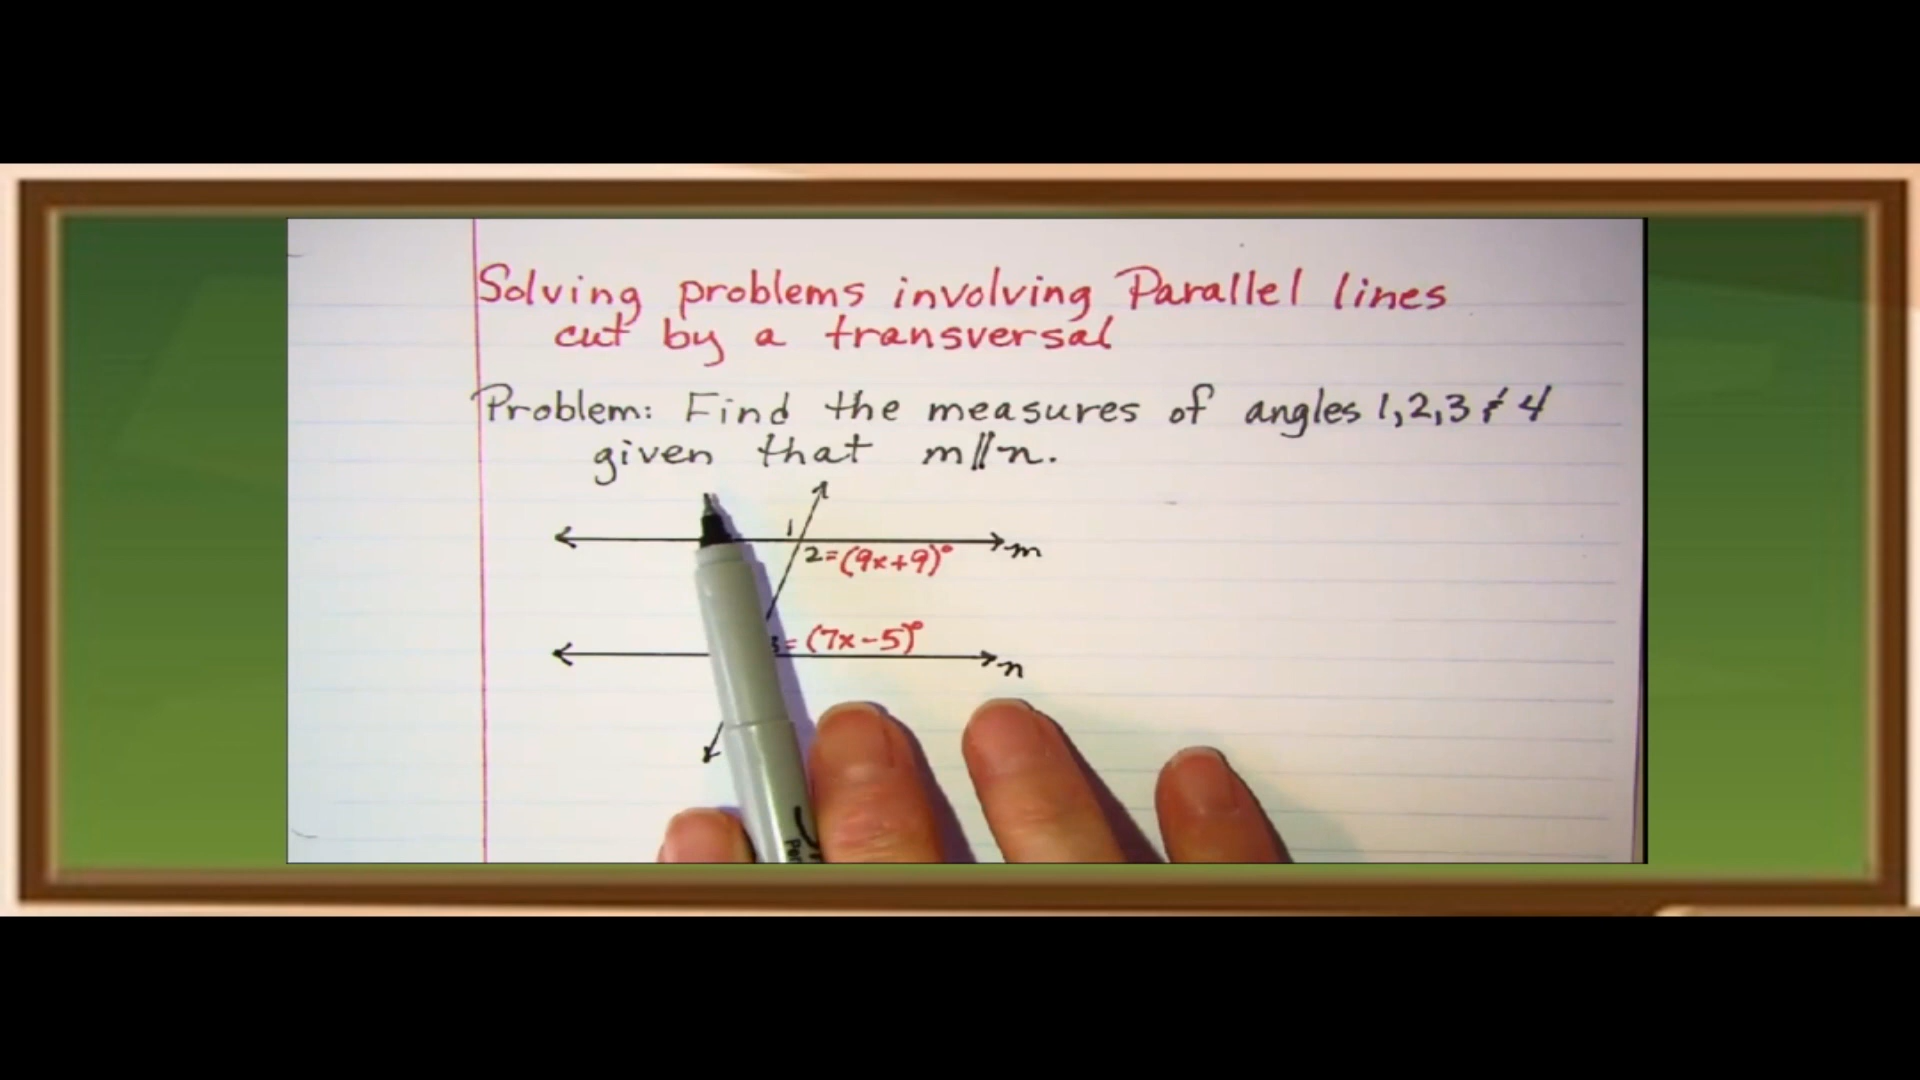 Solving problems involving Parallel lines
cut by a transversal
Problem: Find the measures of angles 1, 2, 3 & 4
given that m∥n.
1
2=(9x+9)° m
3=(7x-5)° n